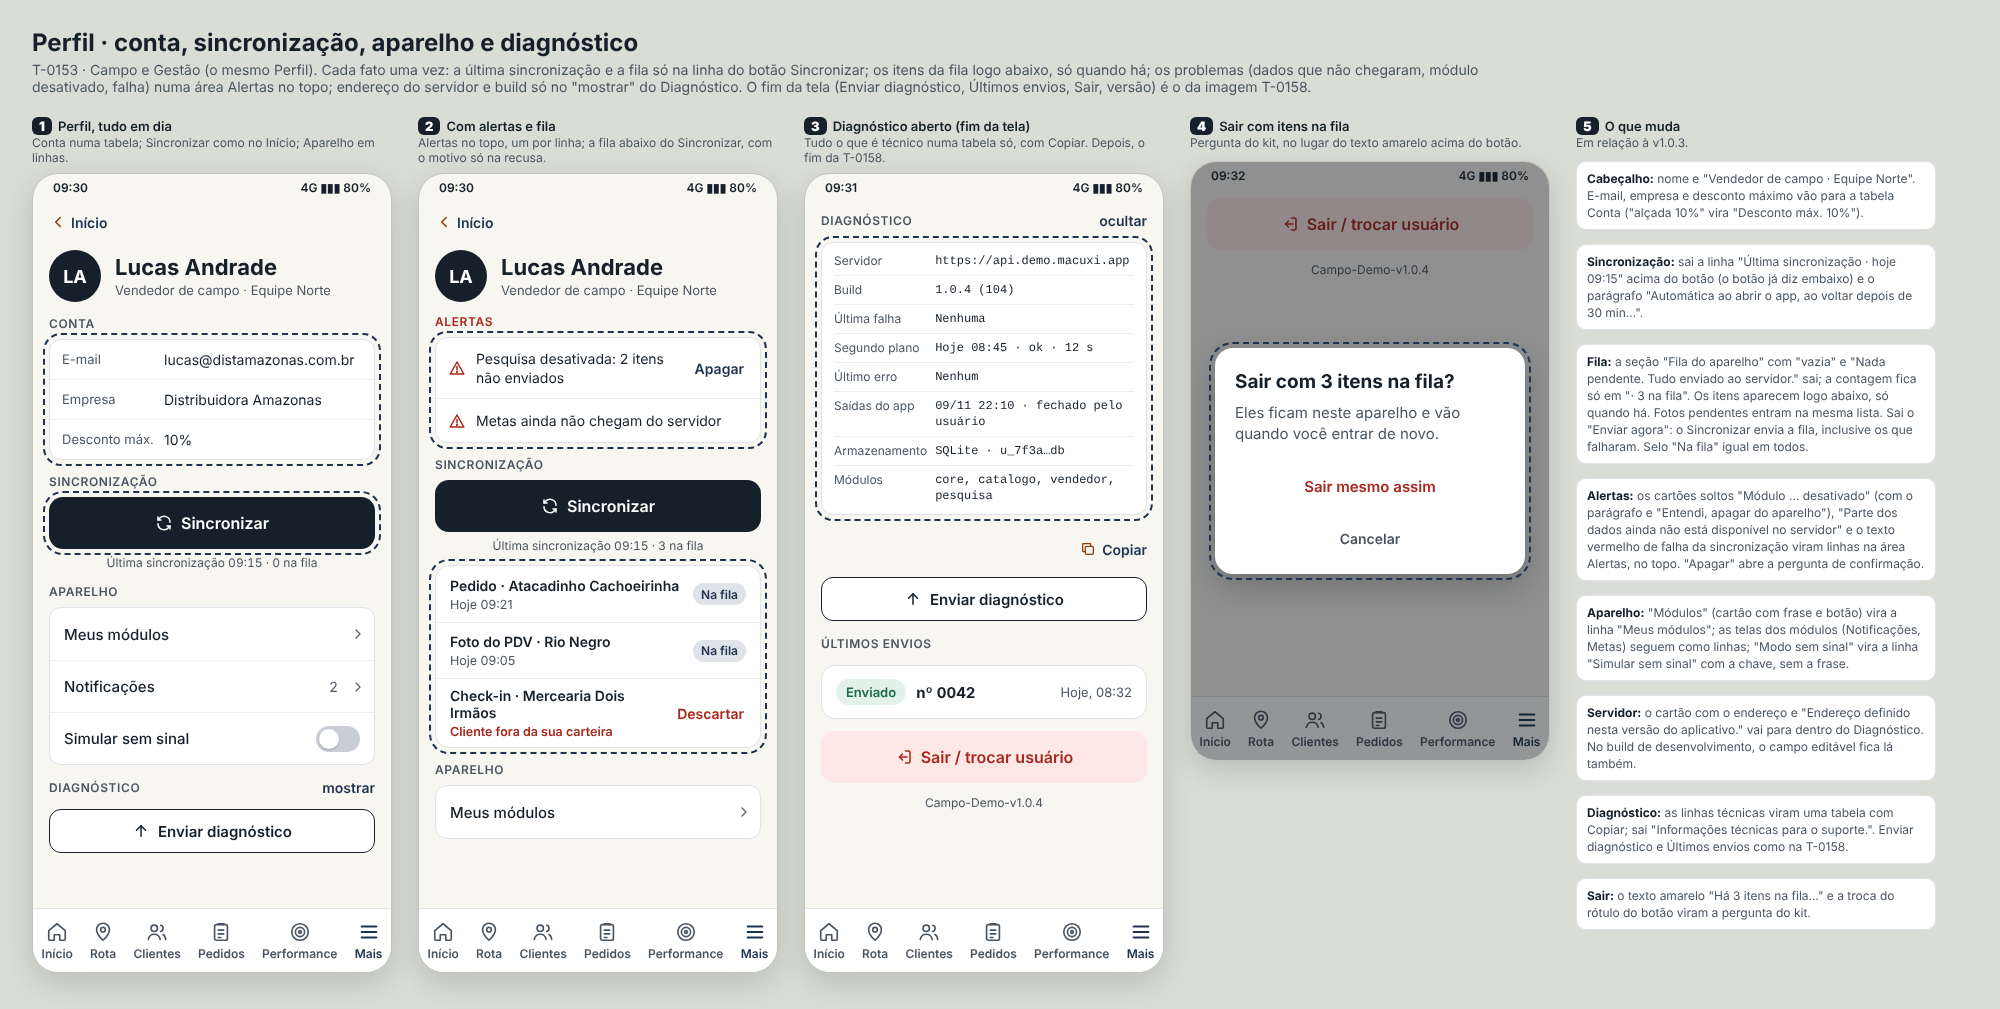 Perfil · conta, sincronização, aparelho e diagnóstico
T-0153 · Campo e Gestão (o mesmo Perfil). Cada fato uma vez: a última sincronização e a fila só na linha do botão Sincronizar; os itens da fila logo abaixo, só quando há; os problemas (dados que não chegaram, módulo
desativado, falha) numa área Alertas no topo; endereço do servidor e build só no "mostrar" do Diagnóstico. O fim da tela (Enviar diagnóstico, Últimos envios, Sair, versão) é o da imagem T-0158.
1 Perfil, tudo em dia
Conta numa tabela; Sincronizar como no Início; Aparelho em
linhas.
09:30 4G 80%
Início
LA
Lucas Andrade
Vendedor de campo · Equipe Norte
CONTA
E-mail lucas@distamazonas.com.br
Empresa Distribuidora Amazonas
Desconto máx. 10%
SINCRONIZAÇÃO
Sincronizar
Última sincronização 09:15 · 0 na fila
APARELHO
Meus módulos
Notificações 2
Simular sem sinal
DIAGNÓSTICO mostrar
Enviar diagnóstico
Início Rota Clientes Pedidos Performance Mais
2 Com alertas e fila
Alertas no topo, um por linha; a fila abaixo do Sincronizar, com
o motivo só na recusa.
09:30 4G 80%
Início
LA
Lucas Andrade
Vendedor de campo · Equipe Norte
ALERTAS
Pesquisa desativada: 2 itens
não enviados
Apagar
Metas ainda não chegam do servidor
SINCRONIZAÇÃO
Sincronizar
Última sincronização 09:15 · 3 na fila
Pedido · Atacadinho Cachoeirinha
Hoje 09:21
Na fila
Foto do PDV · Rio Negro
Hoje 09:05
Na fila
Check-in · Mercearia Dois
Irmãos
Cliente fora da sua carteira
Descartar
APARELHO
Meus módulos
Início Rota Clientes Pedidos Performance Mais
3 Diagnóstico aberto (fim da tela)
Tudo o que é técnico numa tabela só, com Copiar. Depois, o
fim da T-0158.
09:31 4G 80%
DIAGNÓSTICO ocultar
Servidor https://api.demo.macuxi.app
Build 1.0.4 (104)
Última falha Nenhuma
Segundo plano Hoje 08:45 · ok · 12 s
Último erro Nenhum
Saídas do app 09/11 22:10 · fechado pelo
usuário
Armazenamento SQLite · u_7f3a…db
Módulos core, catalogo, vendedor,
pesquisa
Copiar
Enviar diagnóstico
ÚLTIMOS ENVIOS
Enviado nº 0042 Hoje, 08:32
Sair / trocar usuário
Campo-Demo-v1.0.4
Início Rota Clientes Pedidos Performance Mais
4 Sair com itens na fila
Pergunta do kit, no lugar do texto amarelo acima do botão.
09:32 4G 80%
Sair / trocar usuário
Campo-Demo-v1.0.4
Sair com 3 itens na fila?
Eles ficam neste aparelho e vão
quando você entrar de novo.
Sair mesmo assim
Cancelar
Início Rota Clientes Pedidos Performance Mais
5 O que muda
Em relação à v1.0.3.
Cabeçalho: nome e "Vendedor de campo · Equipe Norte".
E-mail, empresa e desconto máximo vão para a tabela
Conta ("alçada 10%" vira "Desconto máx. 10%").
Sincronização: sai a linha "Última sincronização · hoje
09:15" acima do botão (o botão já diz embaixo) e o
parágrafo "Automática ao abrir o app, ao voltar depois de
30 min...".
Fila: a seção "Fila do aparelho" com "vazia" e "Nada
pendente. Tudo enviado ao servidor." sai; a contagem fica
só em "· 3 na fila". Os itens aparecem logo abaixo, só
quando há. Fotos pendentes entram na mesma lista. Sai o
"Enviar agora": o Sincronizar envia a fila, inclusive os que
falharam. Selo "Na fila" igual em todos.
Alertas: os cartões soltos "Módulo ... desativado" (com o
parágrafo e "Entendi, apagar do aparelho"), "Parte dos
dados ainda não está disponível no servidor" e o texto
vermelho de falha da sincronização viram linhas na área
Alertas, no topo. "Apagar" abre a pergunta de confirmação.
Aparelho: "Módulos" (cartão com frase e botão) vira a
linha "Meus módulos"; as telas dos módulos (Notificações,
Metas) seguem como linhas; "Modo sem sinal" vira a linha
"Simular sem sinal" com a chave, sem a frase.
Servidor: o cartão com o endereço e "Endereço definido
nesta versão do aplicativo." vai para dentro do Diagnóstico.
No build de desenvolvimento, o campo editável fica lá
também.
Diagnóstico: as linhas técnicas viram uma tabela com
Copiar; sai "Informações técnicas para o suporte.". Enviar
diagnóstico e Últimos envios como na T-0158.
Sair: o texto amarelo "Há 3 itens na fila..." e a troca do
rótulo do botão viram a pergunta do kit.